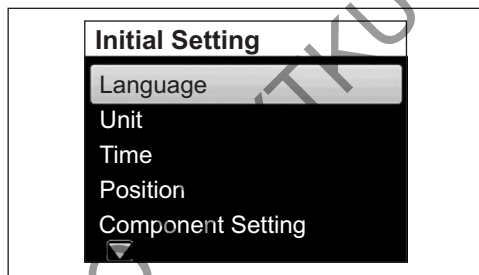 Initial Setting
Language
Unit
Time
Position
Component Setting